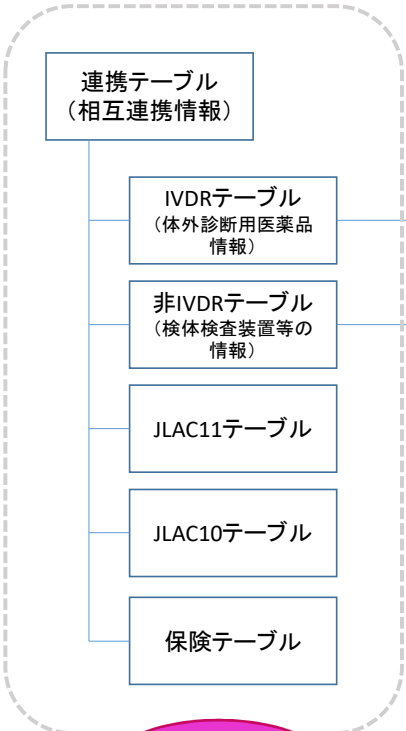 連携テーブル
（相互連携情報）
IVDRテーブル
（体外診断用医薬品
情報）
非IVDRテーブル
（検体検査装置等の
情報）
JLAC11テーブル
JLAC10テーブル
保険テーブル